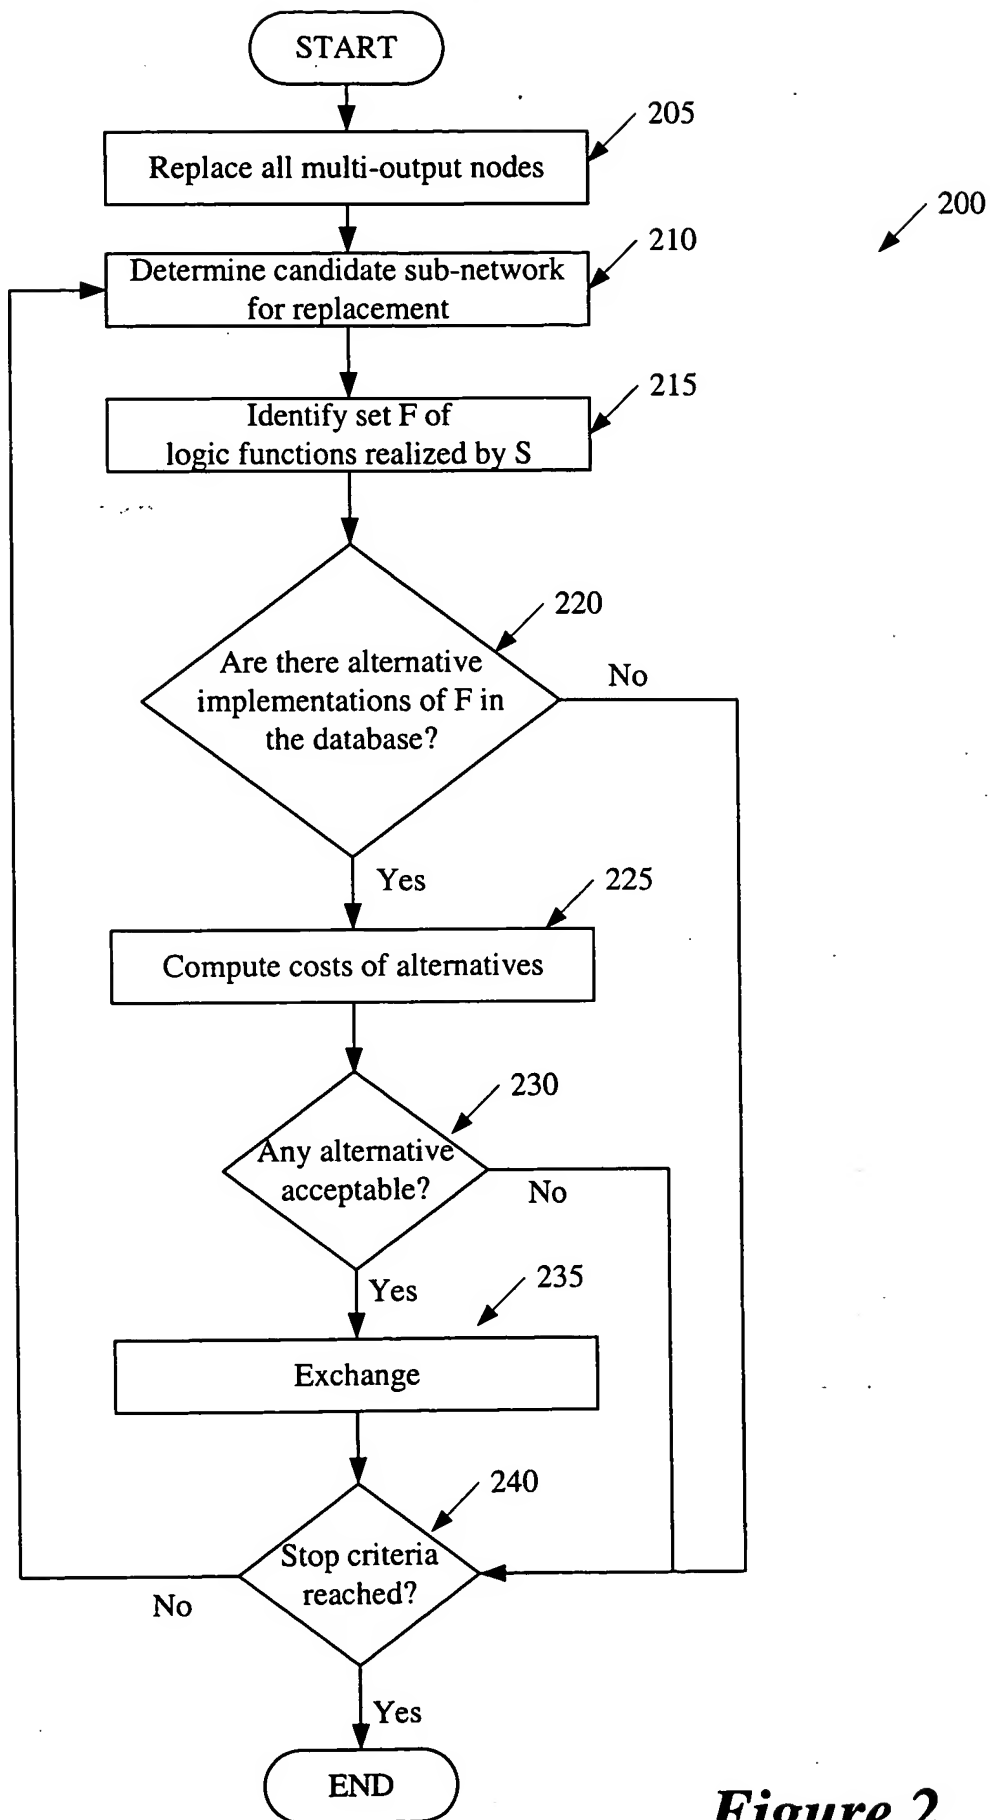 START
205
Replace all multi-output nodes
200
210
Determine candidate sub-network
for replacement
215
Identify set F of
logic functions realized by S
220
Are there alternative
implementations of F in
the database?
No
Yes
225
Compute costs of alternatives
230
Any alternative
acceptable?
No
Yes
235
Exchange
240
Stop criteria
reached?
No
Yes
END
Figure 2